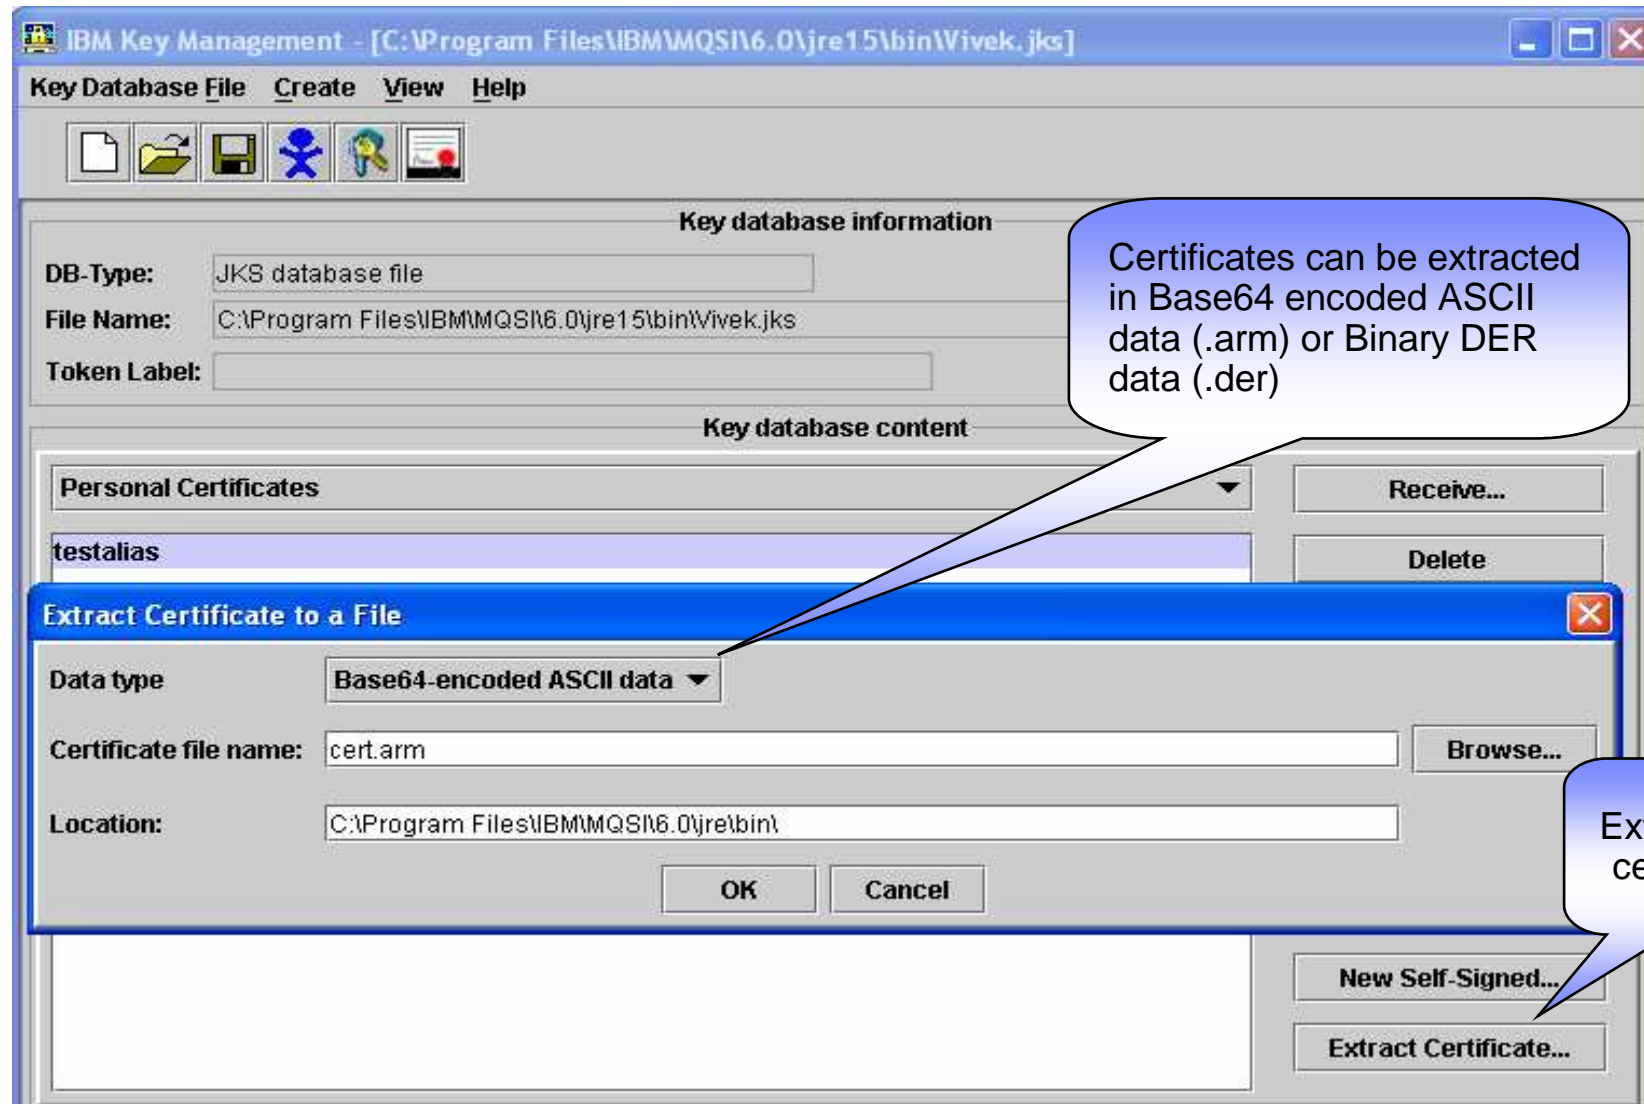 IBM Key Management - [C:\Program Files\IBM\MQSI\6.0\jre15\bin\Vivek.jks]
Key Database File Create View Help
Key database information
DB-Type: JKS database file
File Name: C:\Program Files\IBM\MQSI\6.0\jre15\bin\Vivek.jks
Token Label:
Certificates can be extracted
in Base64 encoded ASCII
data (.arm) or Binary DER
data (.der)
Key database content
Personal Certificates
Receive...
testalias
Delete
Extract Certificate to a File
Data type Base64-encoded ASCII data
Certificate file name: cert.arm Browse...
Location: C:\Program Files\IBM\MQSI\6.0\jre\bin\
OK Cancel
New Self-Signed...
Extract Certificate...